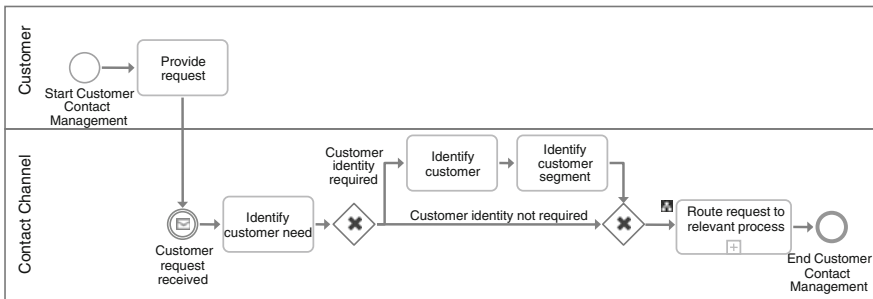 Customer
Provide
request
Start Customer
Contact
Management
Contact Channel
Customer
identity
required
Identify
customer
Identify
customer
segment
Identify
customer need
Customer identity not required
Route request to
relevant process
Customer
request
received
End Customer
Contact
Management